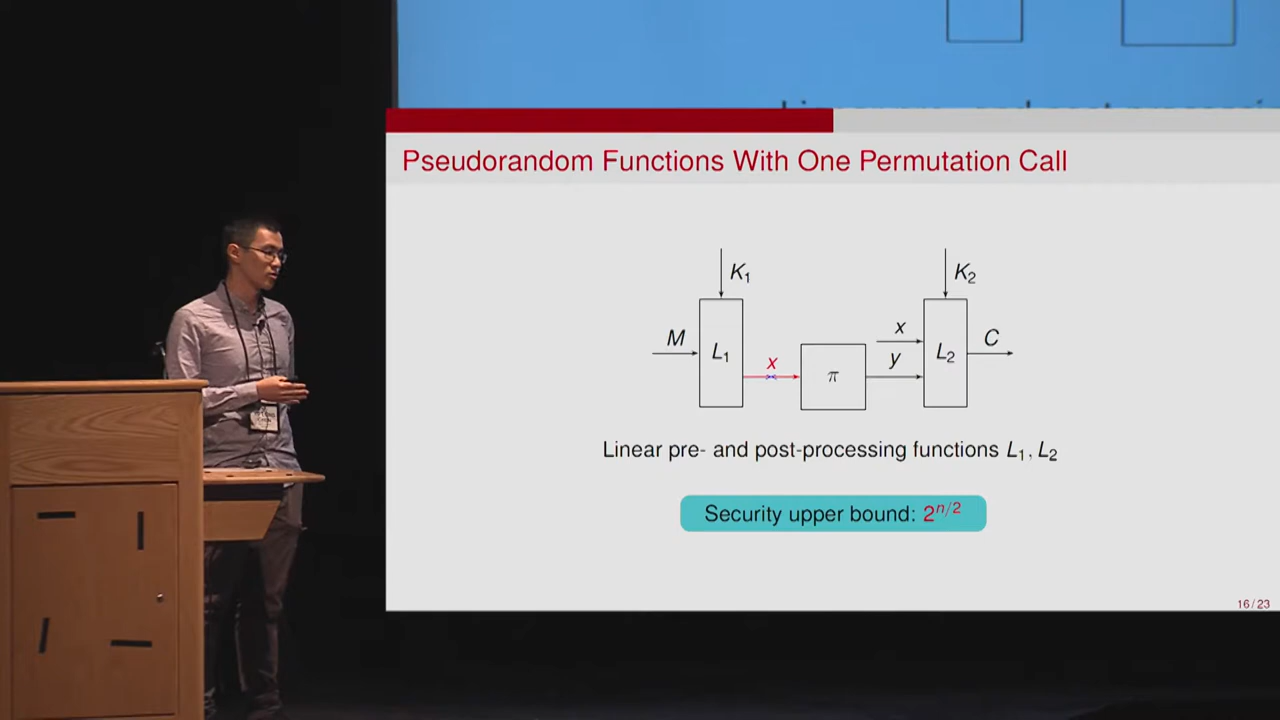 Pseudorandom Functions With One Permutation Call
K₁
K₂
M
L₁
x
π
x
y
L₂
C
Linear pre- and post-processing functions L₁, L₂
Security upper bound: 2^{n/2}
16 / 23